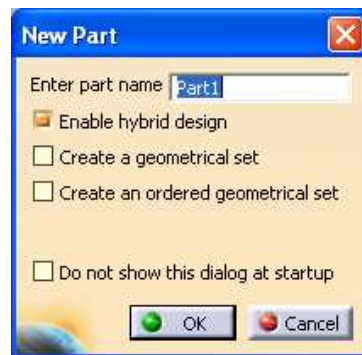 New Part
Enter part name Part1
Enable hybrid design
Create a geometrical set
Create an ordered geometrical set
Do not show this dialog at startup
OK Cancel